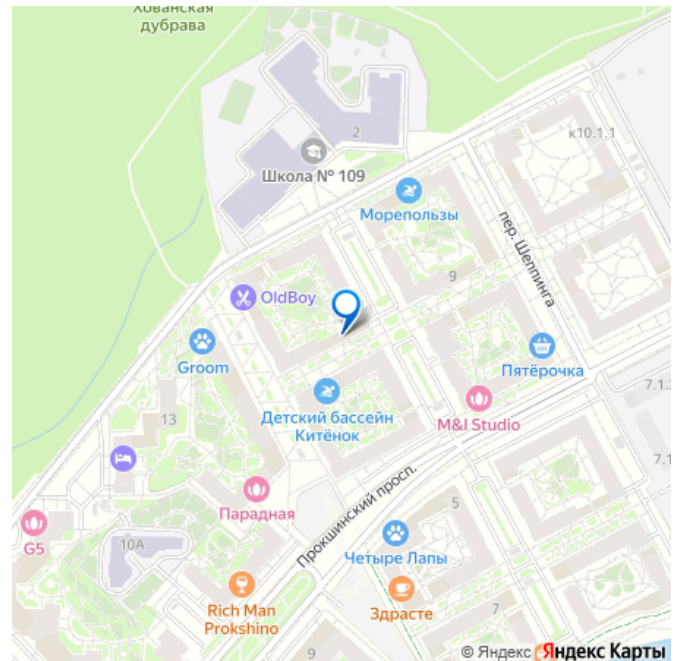 Хованская
дубрава
2
к10.1.1
Школа № 109
Морепользы
пер. Шеппинга
9
OldBoy
Groom
Пятёрочка
7.1.
Детский бассейн
Китёнок
M&I Studio
13
Прокшинский просп.
7.1
Парадная
5
G5
10А
Четыре Лапы
Rich Man
Prokshino
Здрасте
7
9
© Яндекс
Яндекс Карты